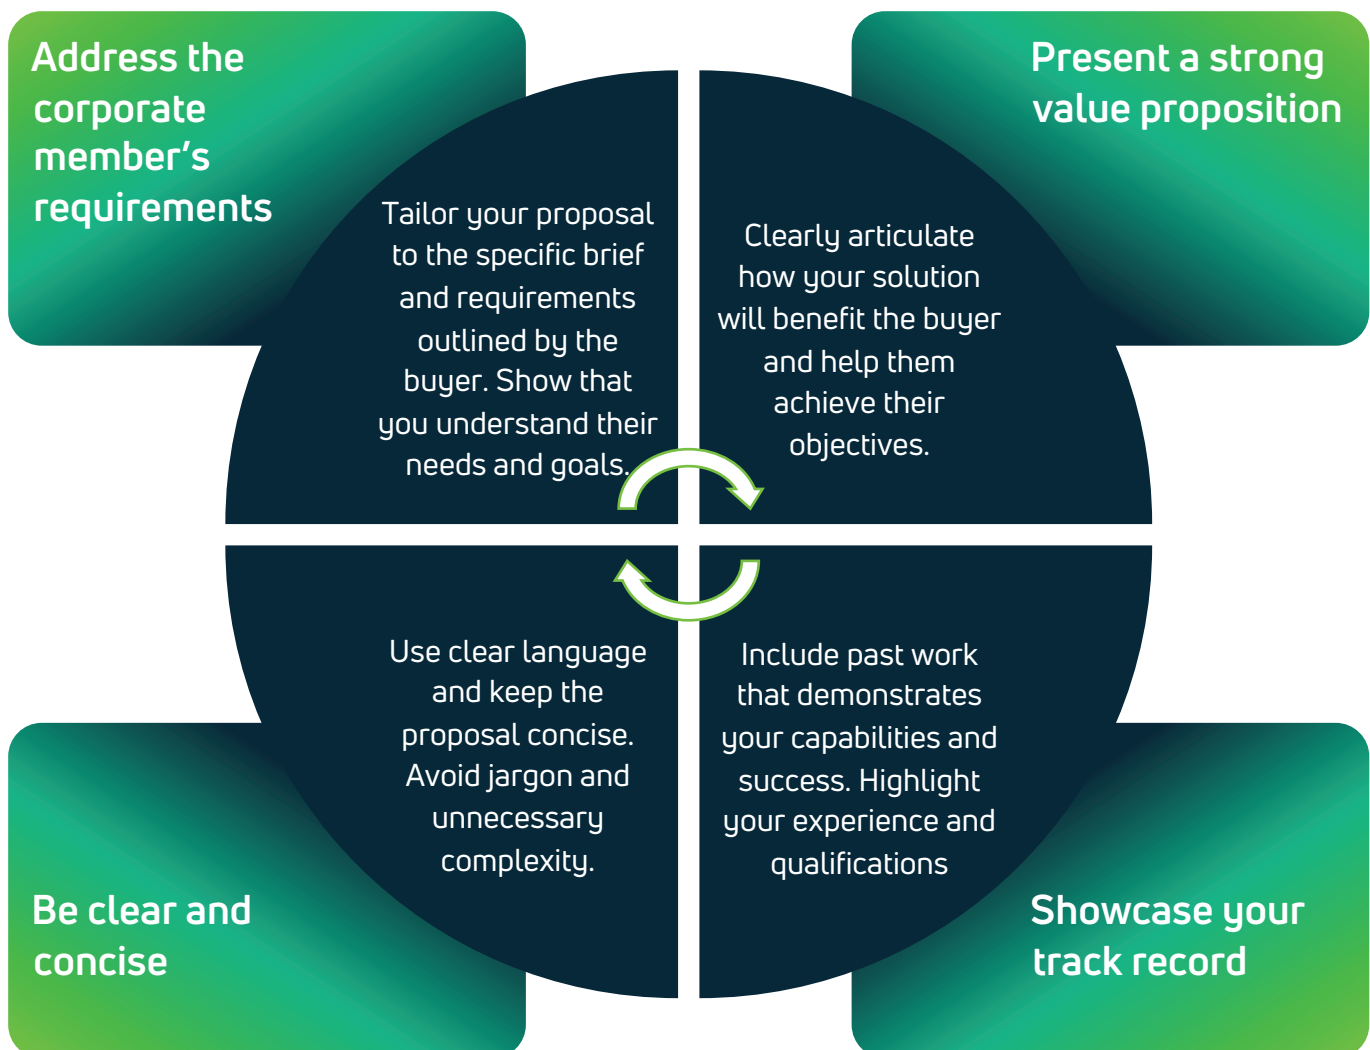 Address the
corporate
member's
requirements
Tailor your proposal
to the specific brief
and requirements
outlined by the
buyer. Show that
you understand their
needs and goals.
Present a strong
value proposition
Clearly articulate
how your solution
will benefit the buyer
and help them
achieve their
objectives.
Use clear language
and keep the
proposal concise.
Avoid jargon and
unnecessary
complexity.
Be clear and
concise
Include past work
that demonstrates
your capabilities and
success. Highlight
your experience and
qualifications
Showcase your
track record